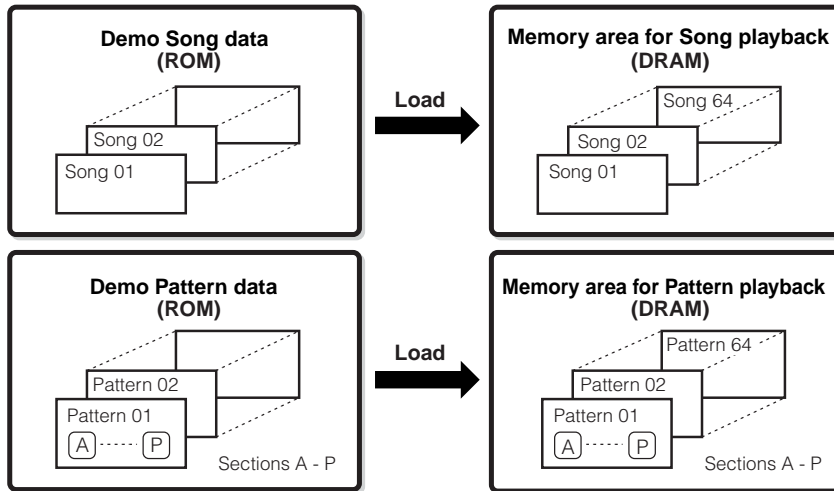 Demo Song data
(ROM)
Song 02
Song 01
Load
Memory area for Song playback
(DRAM)
Song 64
Song 02
Song 01
Demo Pattern data
(ROM)
Pattern 02
Pattern 01
A P
Sections A - P
Load
Memory area for Pattern playback
(DRAM)
Pattern 64
Pattern 02
Pattern 01
A P
Sections A - P